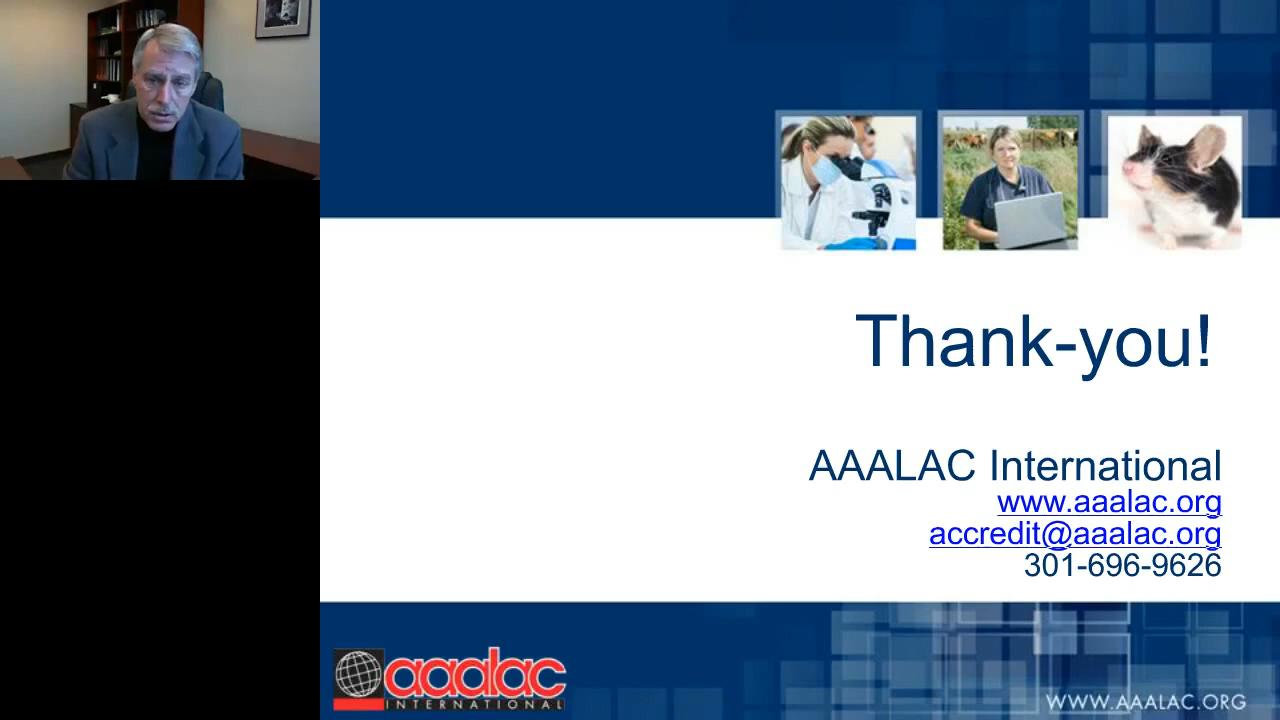 Thank-you!
AAALAC International
www.aaalac.org
accredit@aaalac.org
301-696-9626
aaalac
INTERNATIONAL
WWW.AAALAC.ORG